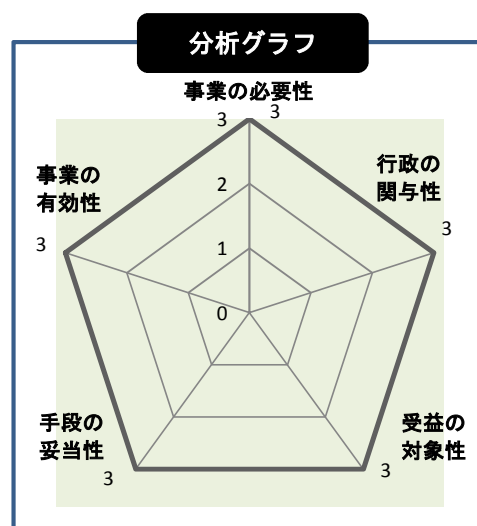 分析グラフ
事業の必要性
3
3
行政の
関与性
3
2
事業の
有効性
3
1
0
受益の
対象性
3
手段の
妥当性
3